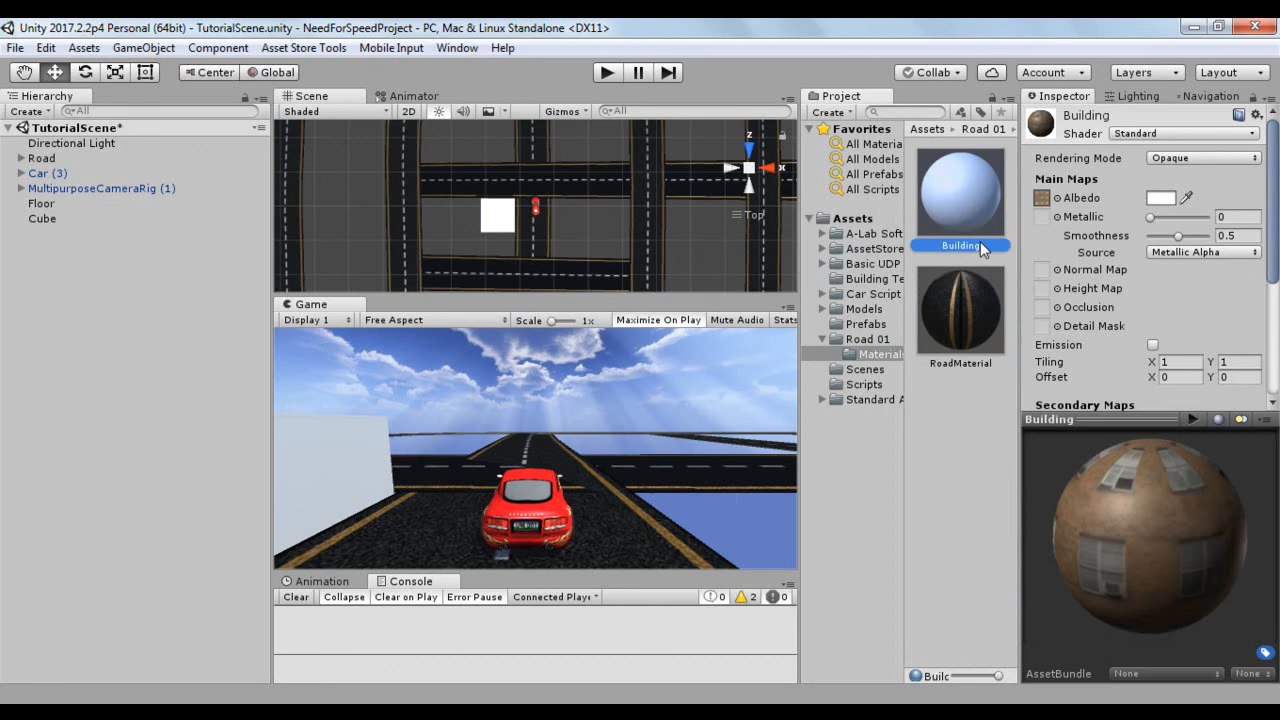 Unity 2017.2.2p4 Personal (64bit) - TutorialScene.unity - NeedForSpeedProject - PC, Mac & Linux Standalone <DX11>
File Edit Assets GameObject Component Asset Store Tools Mobile Input Window Help
Center Global Collab Account Layers Layout
Hierarchy
Create All
TutorialScene*
Directional Light
Road
Car (3)
MultipurposeCameraRig (1)
Floor
Cube
Scene Animator
Shaded 2D Gizmos All
z
x
Top
Game
Display 1 Free Aspect Scale 1x Maximize On Play Mute Audio Stats
Animation Console
Clear Collapse Clear on Play Error Pause Connected Playe 0 2 0
Project
Create
Favorites
All Materia
All Models
All Prefabs
All Scripts
Assets
A-Lab Soft
AssetStore
Basic UDP
Building Te
Car Script
Models
Prefabs
Road 01
Materials
Scenes
Scripts
Standard A
Assets Road 01
Building
RoadMaterial
Builc
Inspector Lighting Navigation
Building
Shader Standard
Rendering Mode Opaque
Main Maps
Albedo
Metallic 0
Smoothness 0.5
Source Metallic Alpha
Normal Map
Height Map
Occlusion
Detail Mask
Emission
Tiling X 1 Y 1
Offset X 0 Y 0
Secondary Maps
Building
AssetBundle None None